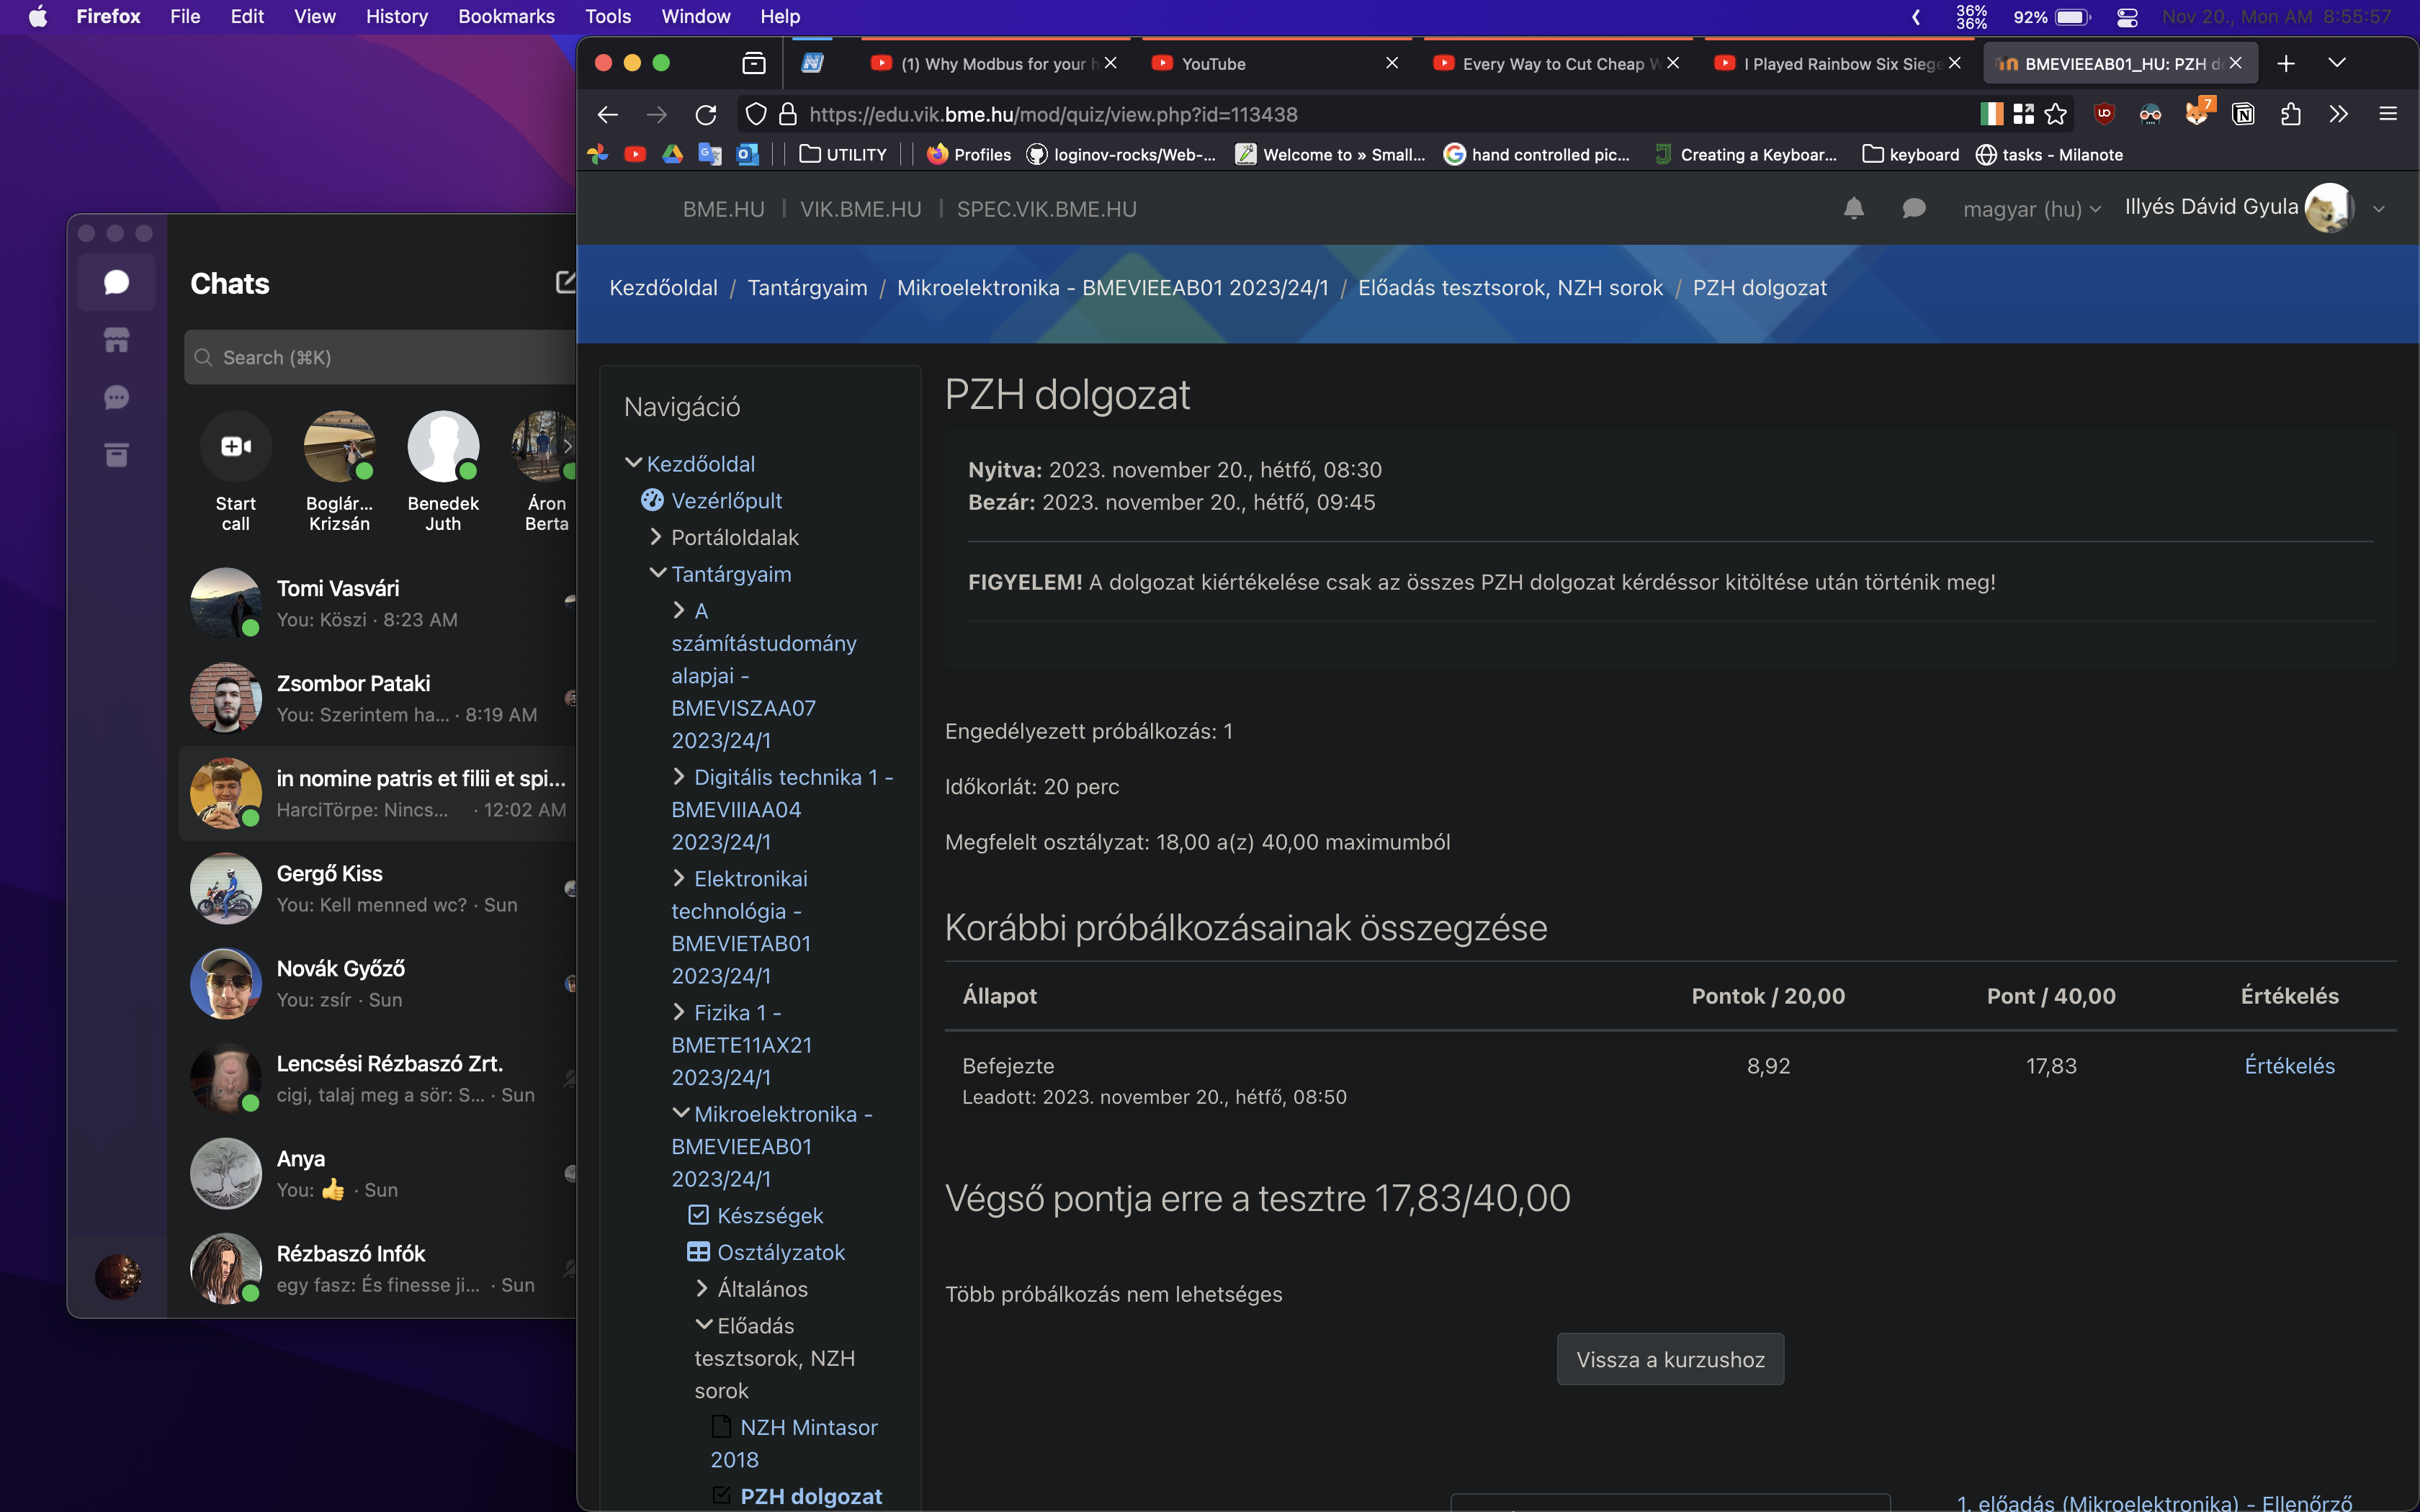 Firefox File Edit View History Bookmarks Tools Window Help
36%
36%
92%
Nov 20., Mon AM 8:55:57
(1) Why Modbus for your h
YouTube
Every Way to Cut Cheap W
I Played Rainbow Six Siege
BMEVIEEAB01_HU: PZH d
https://edu.vik.bme.hu/mod/quiz/view.php?id=113438
7
UTILITY
Profiles
loginov-rocks/Web-...
Welcome to » Small...
hand controlled pic...
Creating a Keyboar...
keyboard
tasks - Milanote
BME.HU | VIK.BME.HU | SPEC.VIK.BME.HU
magyar (hu)
Illyés Dávid Gyula
Kezdőoldal / Tantárgyaim / Mikroelektronika - BMEVIEEAB01 2023/24/1 / Előadás tesztsorok, NZH sorok / PZH dolgozat
Chats
Search (⌘K)
Start call
Boglár... Krizsán
Benedek Juth
Áron Berta
Tomi Vasvári
You: Köszi · 8:23 AM
Zsombor Pataki
You: Szerintem ha... · 8:19 AM
in nomine patris et filii et spi...
HarciTörpe: Nincs... · 12:02 AM
Gergő Kiss
You: Kell menned wc? · Sun
Novák Győző
You: zsír · Sun
Lencsési Rézbaszó Zrt.
cigi, talaj meg a sör: S... · Sun
Anya
You: 👍 · Sun
Rézbaszó Infók
egy fasz: És finesse ji... · Sun
Navigáció
Kezdőoldal
Vezérlőpult
Portáloldalak
Tantárgyaim
A
számítástudomány
alapjai -
BMEVISZAA07
2023/24/1
Digitális technika 1 -
BMEVIIIAA04
2023/24/1
Elektronikai
technológia -
BMEVIETAB01
2023/24/1
Fizika 1 -
BMETE11AX21
2023/24/1
Mikroelektronika -
BMEVIEEAB01
2023/24/1
Készségek
Osztályzatok
Általános
Előadás
tesztsorok, NZH
sorok
NZH Mintasor
2018
PZH dolgozat
PZH dolgozat
Nyitva: 2023. november 20., hétfő, 08:30
Bezár: 2023. november 20., hétfő, 09:45
FIGYELEM! A dolgozat kiértékelése csak az összes PZH dolgozat kérdéssor kitöltése után történik meg!
Engedélyezett próbálkozás: 1
Időkorlát: 20 perc
Megfelelt osztályzat: 18,00 a(z) 40,00 maximumból
Korábbi próbálkozásainak összegzése
Állapot Pontok / 20,00 Pont / 40,00 Értékelés
Befejezte 8,92 17,83 Értékelés
Leadott: 2023. november 20., hétfő, 08:50
Végső pontja erre a tesztre 17,83/40,00
Több próbálkozás nem lehetséges
Vissza a kurzushoz
1. előadás (Mikroelektronika) - Ellenőrző